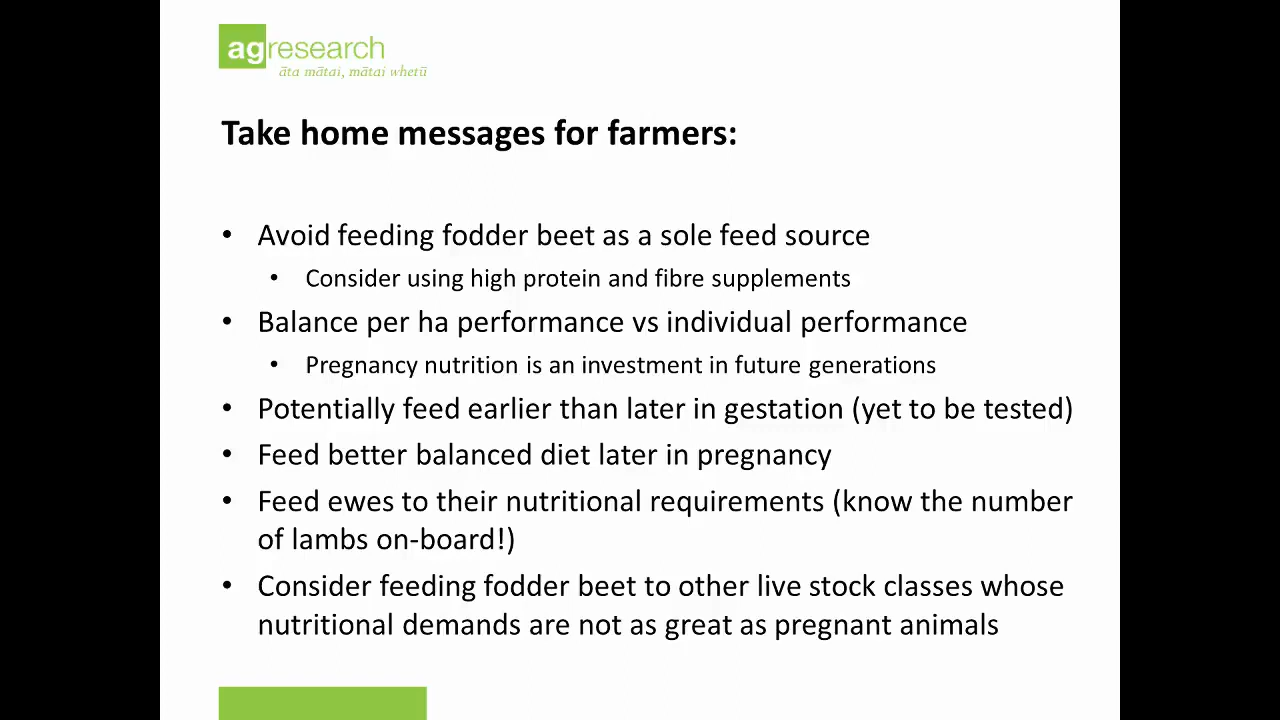 agresearch
āta mātai, mātai whetū
Take home messages for farmers:
• Avoid feeding fodder beet as a sole feed source
• Consider using high protein and fibre supplements
• Balance per ha performance vs individual performance
• Pregnancy nutrition is an investment in future generations
• Potentially feed earlier than later in gestation (yet to be tested)
• Feed better balanced diet later in pregnancy
• Feed ewes to their nutritional requirements (know the number
of lambs on-board!)
• Consider feeding fodder beet to other live stock classes whose
nutritional demands are not as great as pregnant animals